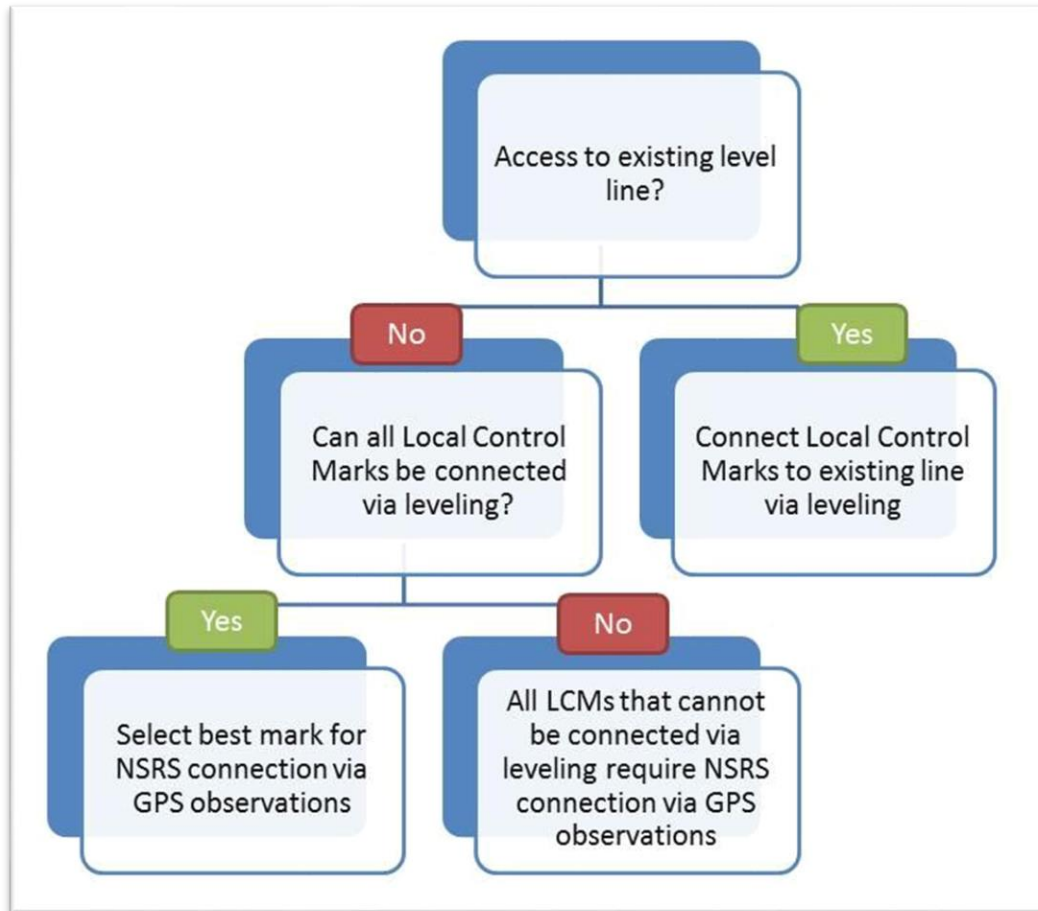 Access to existing level
line?
No
Yes
Can all Local Control
Marks be connected
via leveling?
Connect Local Control
Marks to existing line
via leveling
Yes
No
Select best mark for
NSRS connection via
GPS observations
All LCMs that cannot
be connected via
leveling require NSRS
connection via GPS
observations